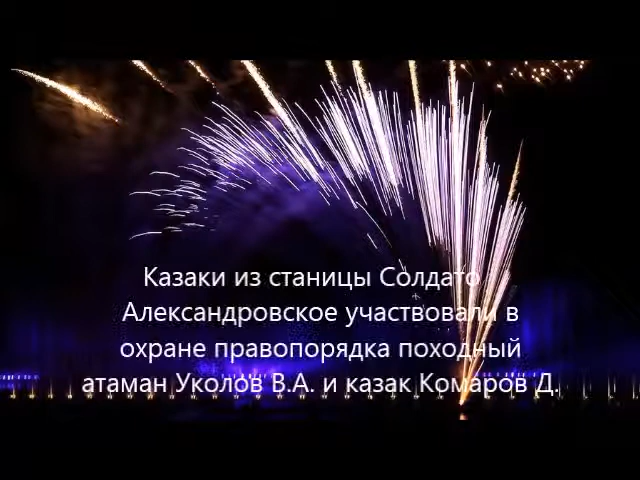 Казаки из станицы Солдато
Александровское участвовали в
охране правопорядка походный
атаман Уколов В.А. и казак Комаров Д.